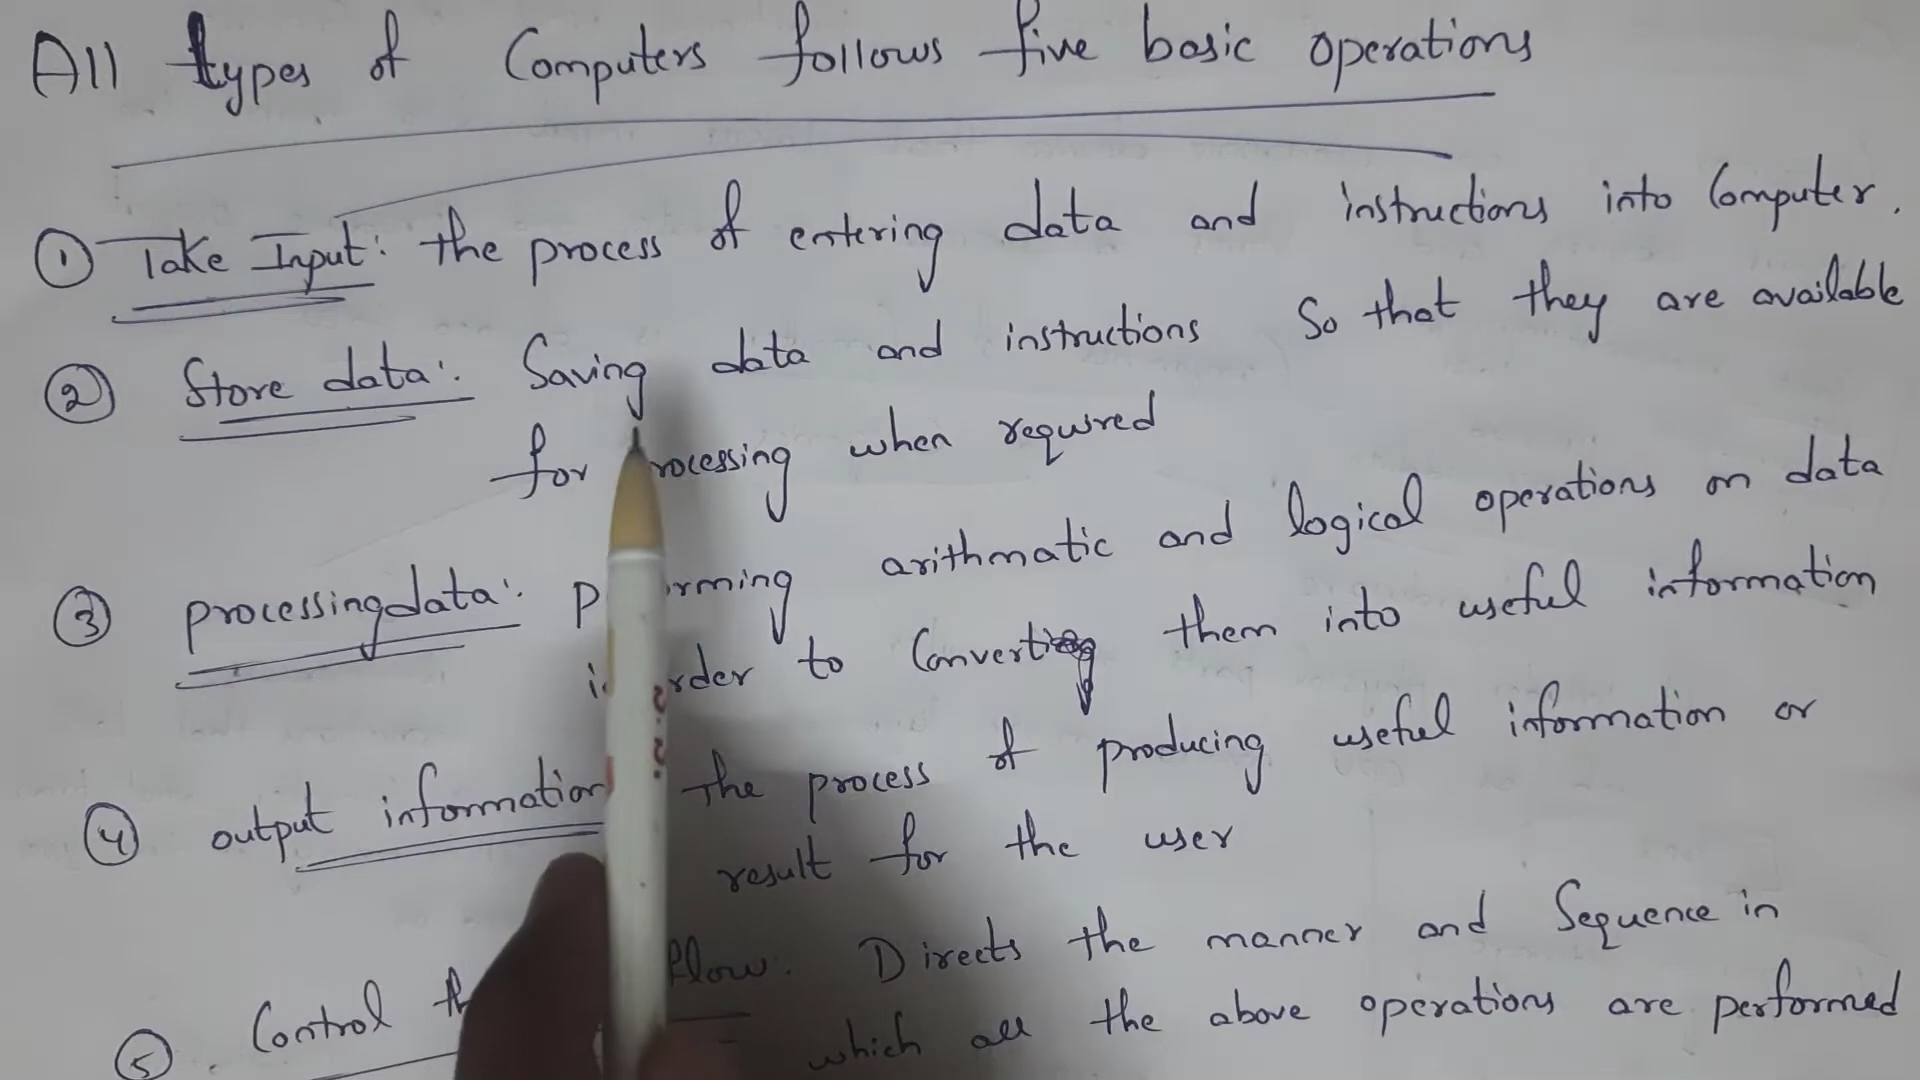 All types of Computers follows five basic operations
① Take Input: the process of entering data and instructions into Computer.
② Store data: Saving data and instructions So that they are available
for rocessing when required
③ processing data: P rming arithmatic and logical operations on data
i rder to Converting them into useful information
④ output information the process of producing useful information or
result for the user
⑤ Control th flow: Directs the manner and Sequence in
which all the above operations are performed